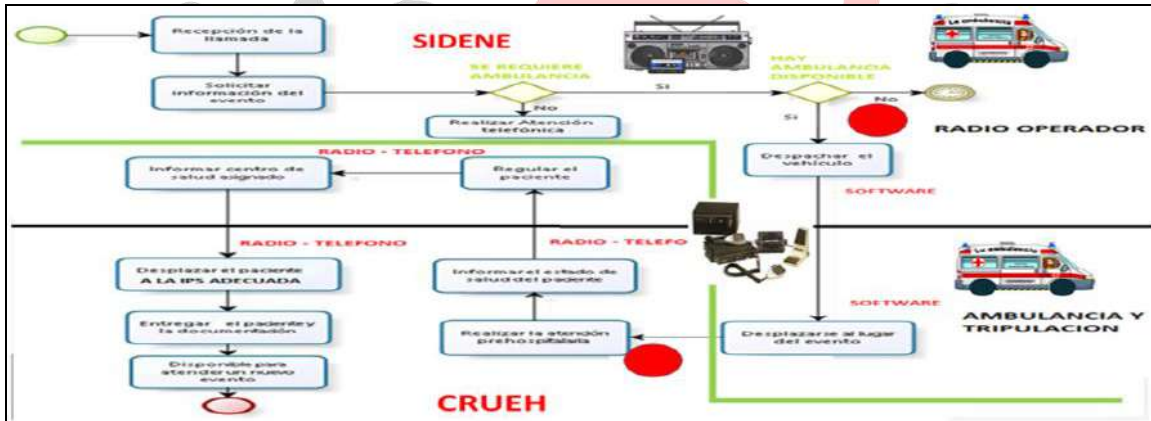 Recepción de la
llamada
SIDENE
SE REQUIERE
AMBULANCIA
HAY
AMBULANCIA
DISPONIBLE
La ambulancia
Solicitar
información del
evento
Si
No
No
Si
Realizar Atención
telefónica
RADIO OPERADOR
RADIO - TELEFONO
Informar centro de
salud asignado
Regular el
paciente
Despachar el
vehículo
SOFTWARE
RADIO - TELEFONO
RADIO - TELEFO
Desplazar el paciente
A LA IPS ADECUADA
Informar el estado de
salud del paciente
La ambulancia
SOFTWARE
Entregar el paciente y
la documentación
Realizar la atención
prehospitalaria
Desplazarse al lugar
del evento
AMBULANCIA Y
TRIPULACION
Disponible para
atender un nuevo
evento
CRUEH